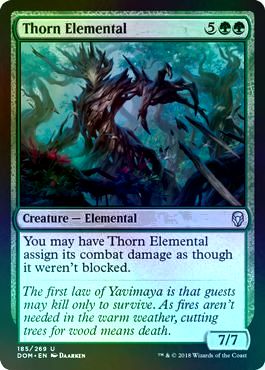 Thorn Elemental 5
Creature — Elemental
You may have Thorn Elemental
assign its combat damage as though
it weren't blocked.
The first law of Yavimaya is that guests
may kill only to survive. As fires aren't
needed in the warm weather, cutting
trees for wood means death.
7/7
185/269 U
DOM • EN Daarken
™ & © 2018 Wizards of the Coast